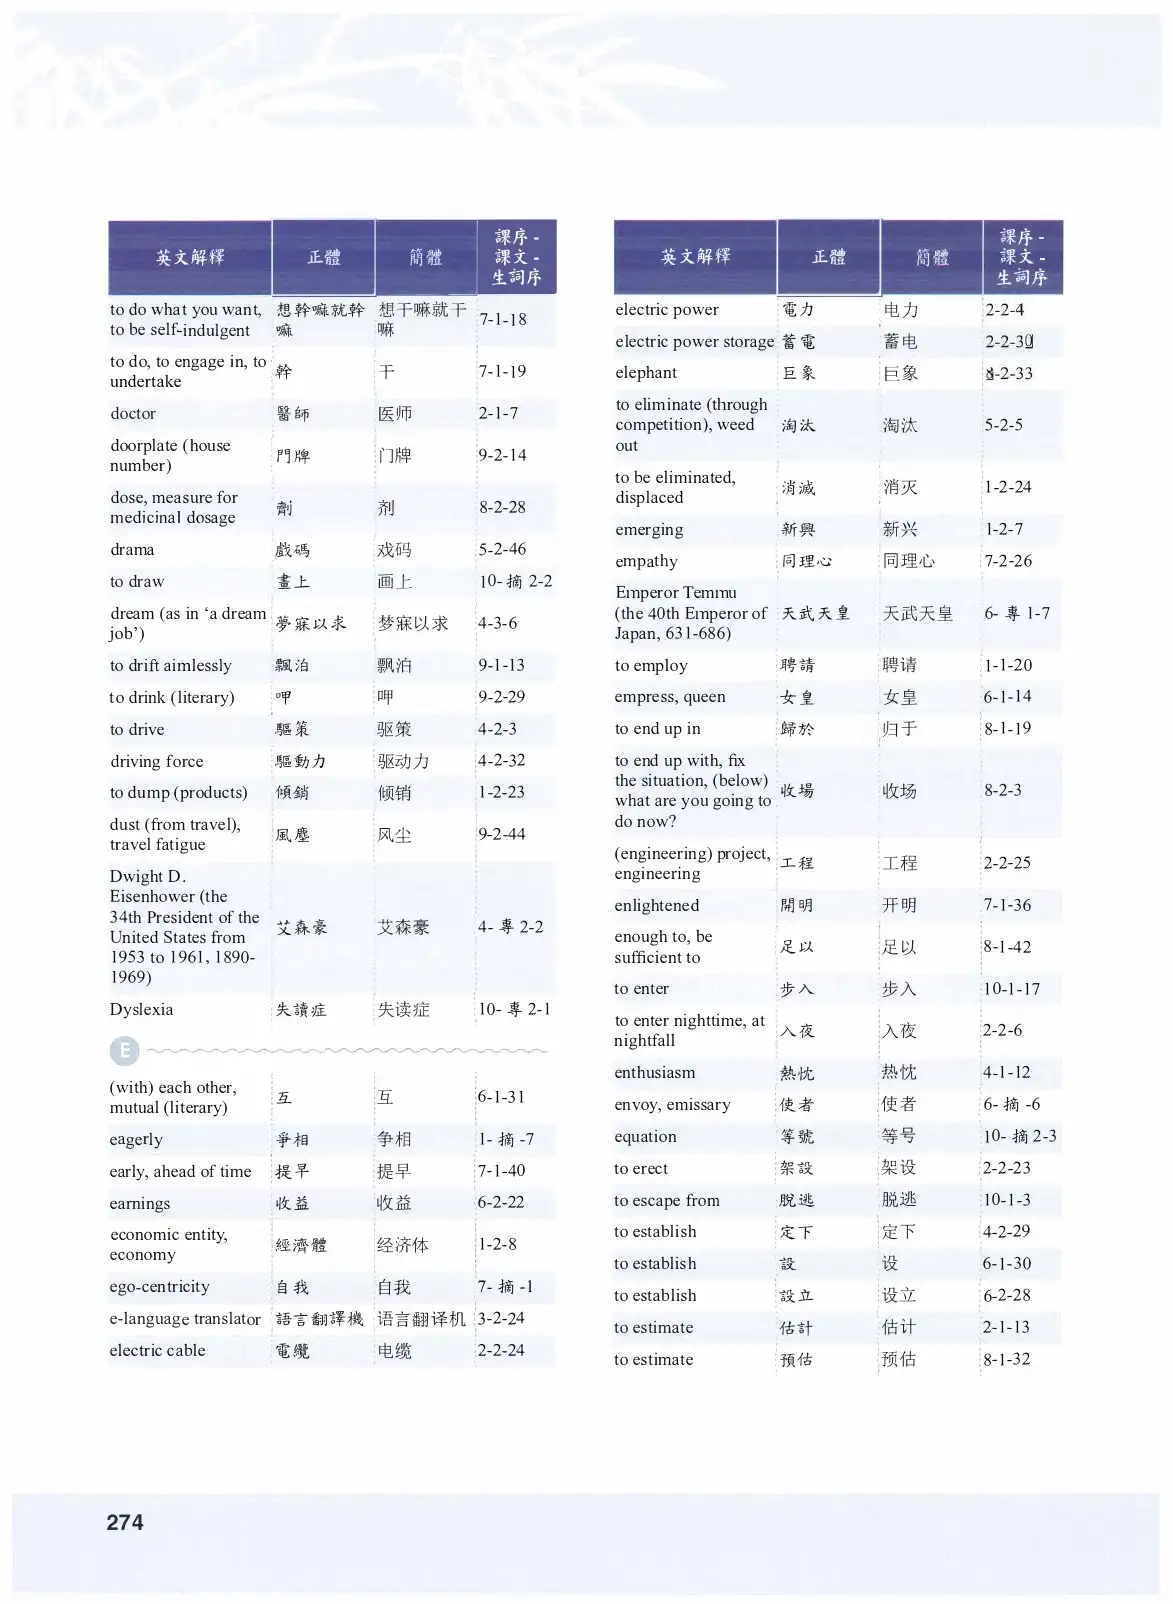 英文解釋 正體 簡體 課序 - 課文 - 生詞序
to do what you want, to be self-indulgent 想幹嘛就幹嘛 想干嘛就干嘛 7-1-18
to do, to engage in, to undertake 幹 干 7-1-19
doctor 醫師 医师 2-1-7
doorplate (house number) 門牌 门牌 9-2-14
dose, measure for medicinal dosage 劑 剂 8-2-28
drama 戲碼 戏码 5-2-46
to draw 畫上 画上 10- 摘 2-2
dream (as in ‘a dream job’) 夢寐以求 梦寐以求 4-3-6
to drift aimlessly 飄泊 飘泊 9-1-13
to drink (literary) 呷 呷 9-2-29
to drive 驅策 驱策 4-2-3
driving force 驅動力 驱动力 4-2-32
to dump (products) 傾銷 倾销 1-2-23
dust (from travel), travel fatigue 風塵 风尘 9-2-44
Dwight D. Eisenhower (the 34th President of the United States from 1953 to 1961, 1890-1969) 艾森豪 艾森豪 4- 專 2-2
Dyslexia 失讀症 失读症 10- 專 2-1
E
(with) each other, mutual (literary) 互 互 6-1-31
eagerly 爭相 争相 1- 摘 -7
early, ahead of time 提早 提早 7-1-40
earnings 收益 收益 6-2-22
economic entity, economy 經濟體 经济体 1-2-8
ego-centricity 自我 自我 7- 摘 -1
e-language translator 語言翻譯機 语言翻译机 3-2-24
electric cable 電纜 电缆 2-2-24
英文解釋 正體 簡體 課序 - 課文 - 生詞序
electric power 電力 电力 2-2-4
electric power storage 蓄電 蓄电 2-2-30
elephant 巨象 巨象 -2-33
to eliminate (through competition), weed out 淘汰 淘汰 5-2-5
to be eliminated, displaced 消滅 消灭 1-2-24
emerging 新興 新兴 1-2-7
empathy 同理心 同理心 7-2-26
Emperor Temmu (the 40th Emperor of Japan, 631-686) 天武天皇 天武天皇 6- 專 1-7
to employ 聘請 聘请 1-1-20
empress, queen 女皇 女皇 6-1-14
to end up in 歸於 归于 8-1-19
to end up with, fix the situation, (below) what are you going to do now? 收場 收场 8-2-3
(engineering) project, engineering 工程 工程 2-2-25
enlightened 開明 开明 7-1-36
enough to, be sufficient to 足以 足以 8-1-42
to enter 步入 步入 10-1-17
to enter nighttime, at nightfall 入夜 入夜 2-2-6
enthusiasm 熱忱 热忱 4-1-12
envoy, emissary 使者 使者 6- 摘 -6
equation 等號 等号 10- 摘 2-3
to erect 架設 架设 2-2-23
to escape from 脫逃 脱逃 10-1-3
to establish 定下 定下 4-2-29
to establish 設 设 6-1-30
to establish 設立 设立 6-2-28
to estimate 估計 估计 2-1-13
to estimate 預估 预估 8-1-32
274